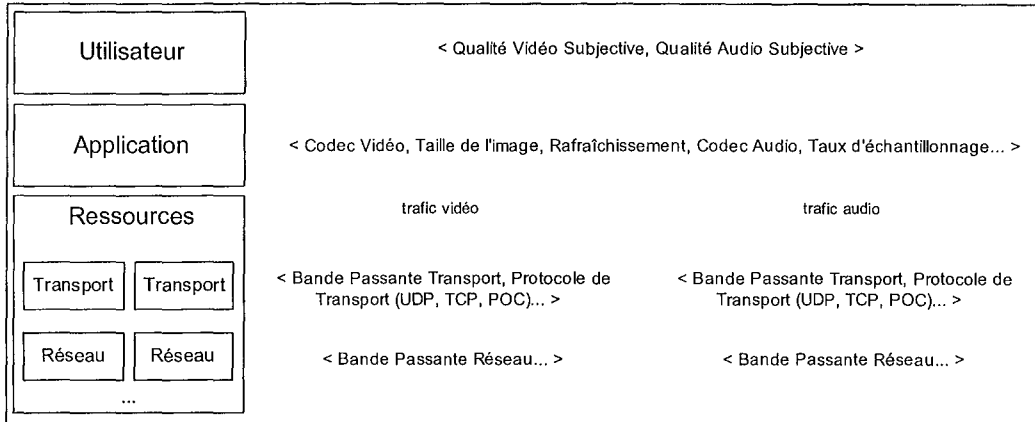 Utilisateur
< Qualité Vidéo Subjective, Qualité Audio Subjective >
Application
< Codec Vidéo, Taille de l'image, Rafraîchissement, Codec Audio, Taux d'échantillonnage... >
Ressources
trafic vidéo
trafic audio
Transport
Transport
< Bande Passante Transport, Protocole de
Transport (UDP, TCP, POC)... >
< Bande Passante Transport, Protocole de
Transport (UDP, TCP, POC)... >
Réseau
Réseau
< Bande Passante Réseau... >
< Bande Passante Réseau... >
...